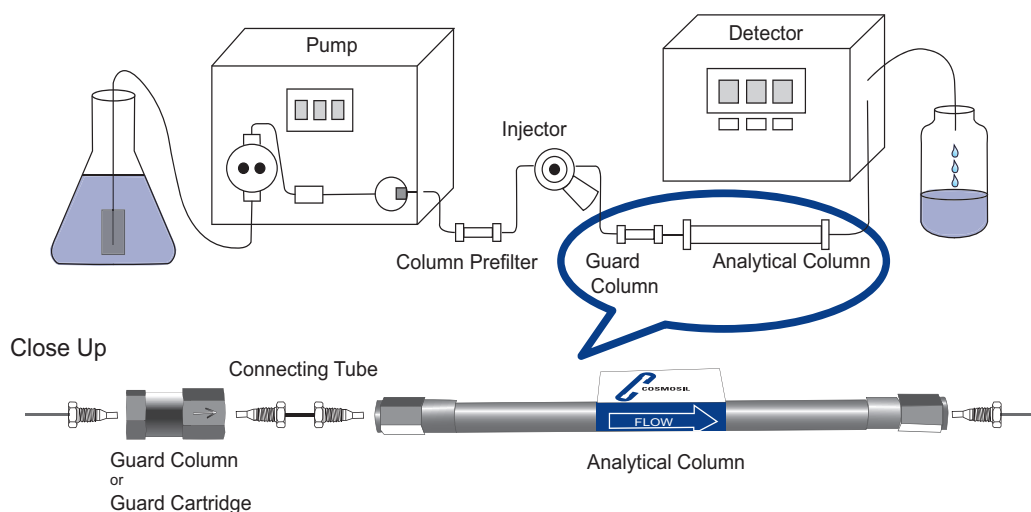 Pump
Detector
Injector
Column Prefilter
Guard
Column
Analytical Column
Close Up
Connecting Tube
COSMOSIL
FLOW
Guard Column
or
Guard Cartridge
Analytical Column